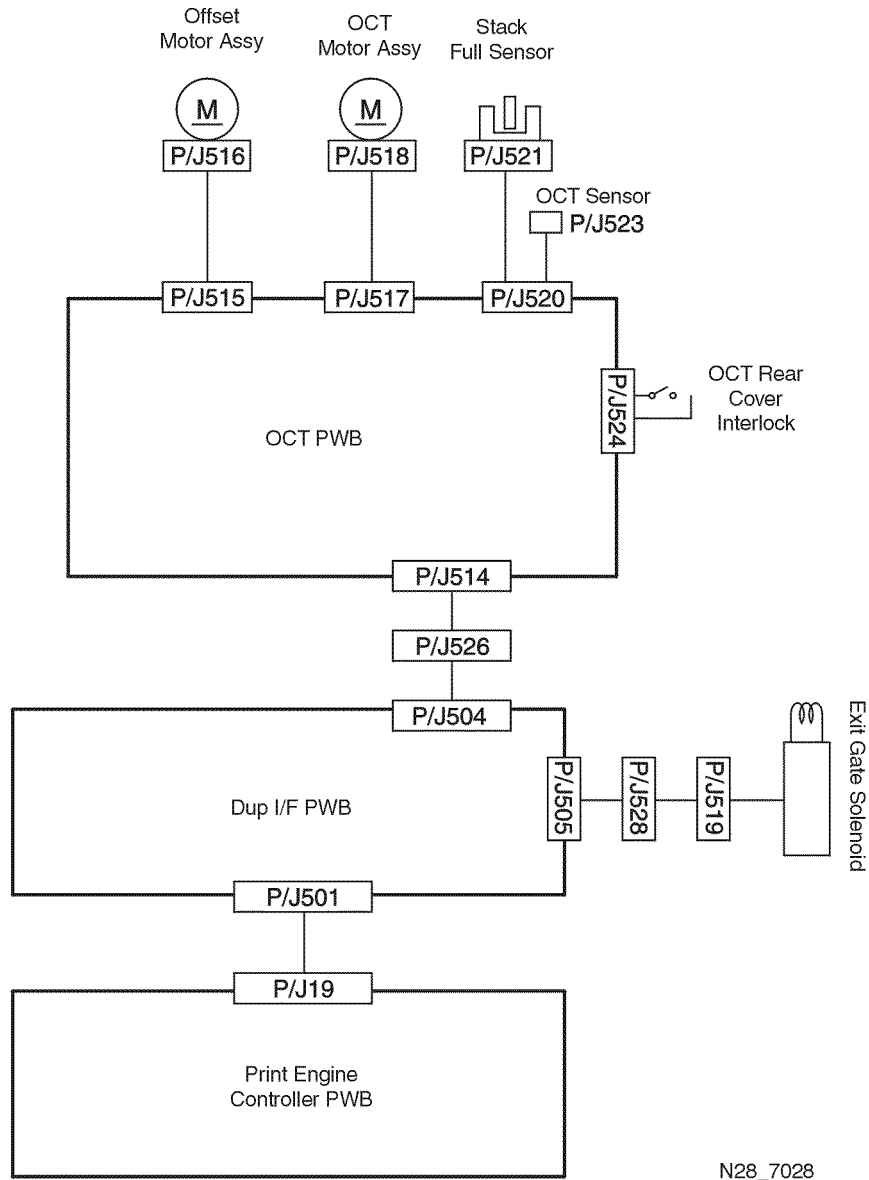 Offset
Motor Assy
OCT
Motor Assy
Stack
Full Sensor
M
M
P/J516
P/J518
P/J521
OCT Sensor
P/J523
P/J515
P/J517
P/J520
P/J524
OCT Rear
Cover
Interlock
OCT PWB
P/J514
P/J526
P/J504
Dup I/F PWB
P/J505
P/J528
P/J519
Exit Gate Solenoid
P/J501
P/J19
Print Engine
Controller PWB
N28_7028